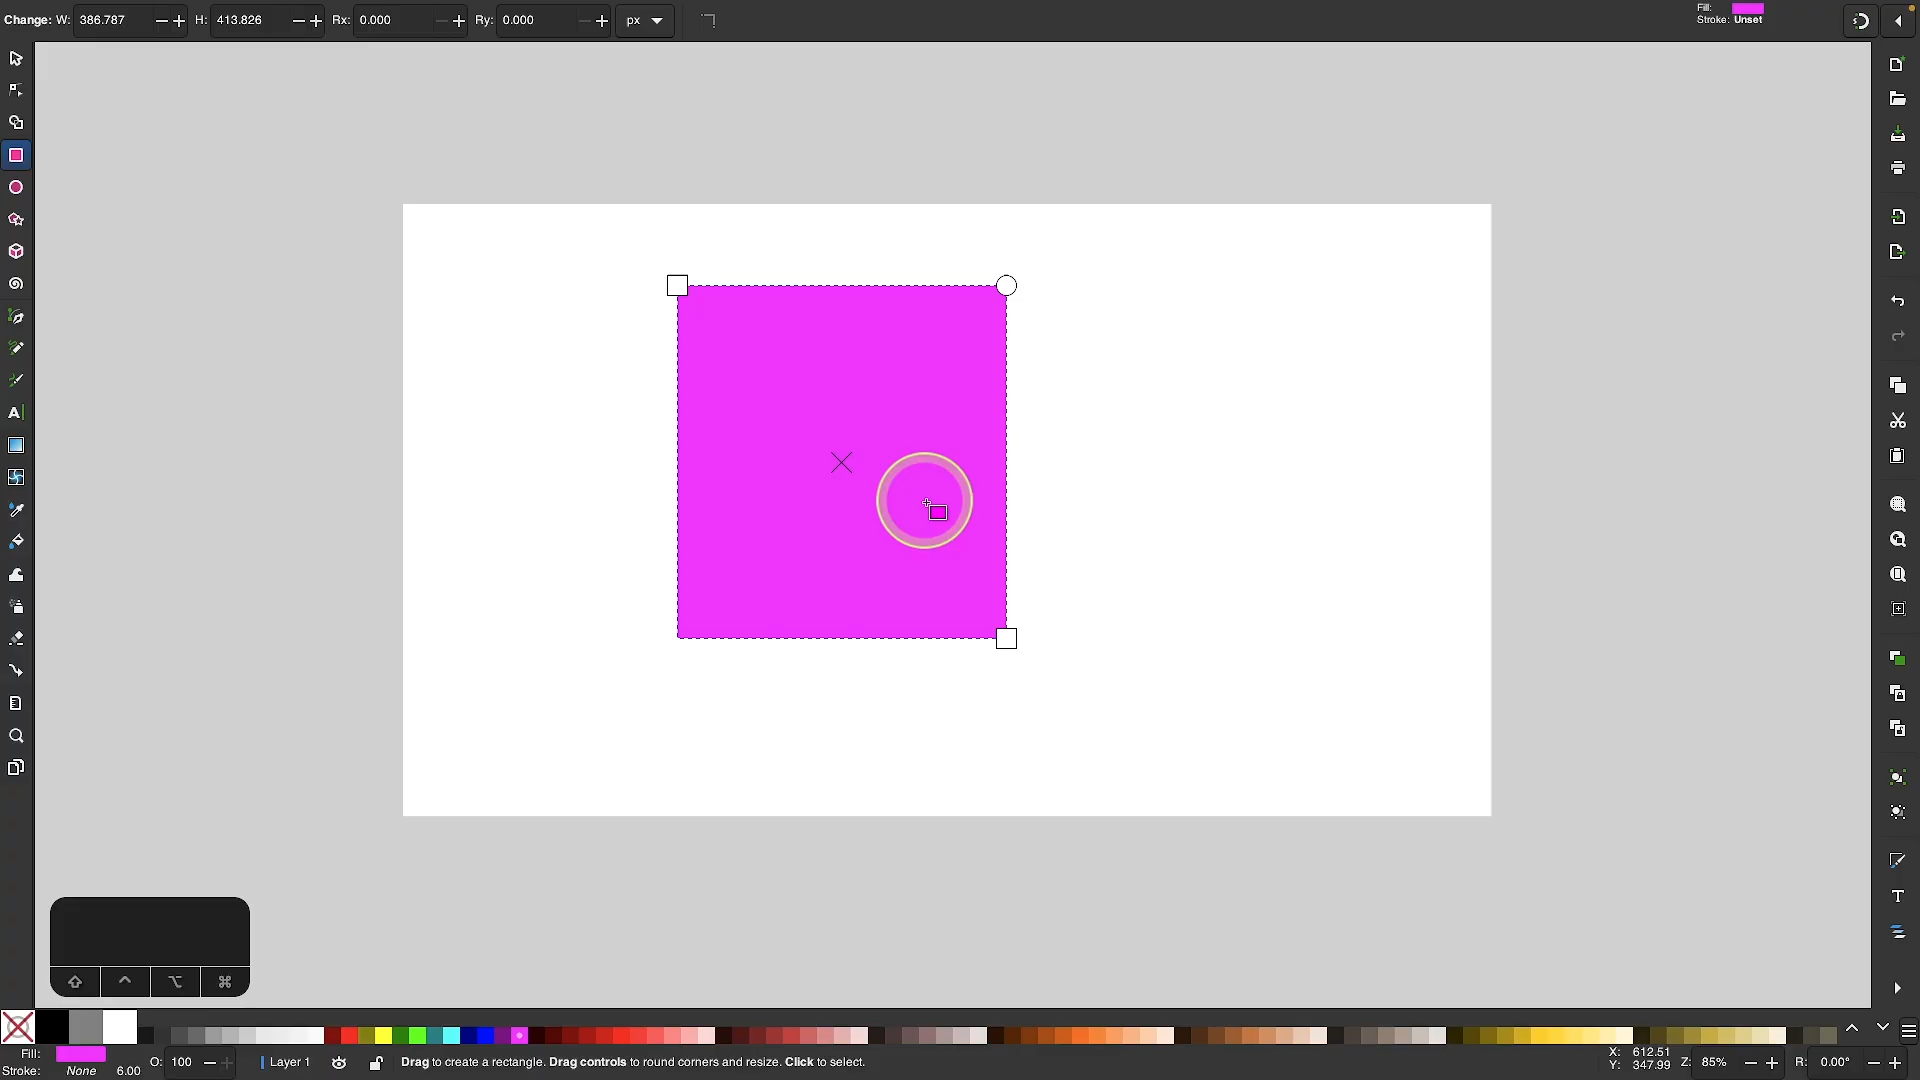 Change: W: 386.787 H: 413.826 Rx: 0.000 Ry: 0.000 px
Fill:
Stroke: Unset
Fill:
Stroke: None 6.00
O: 100
Layer 1
Drag to create a rectangle. Drag controls to round corners and resize. Click to select.
X: 612.51
Y: 347.99
Z: 85%
R: 0.00°